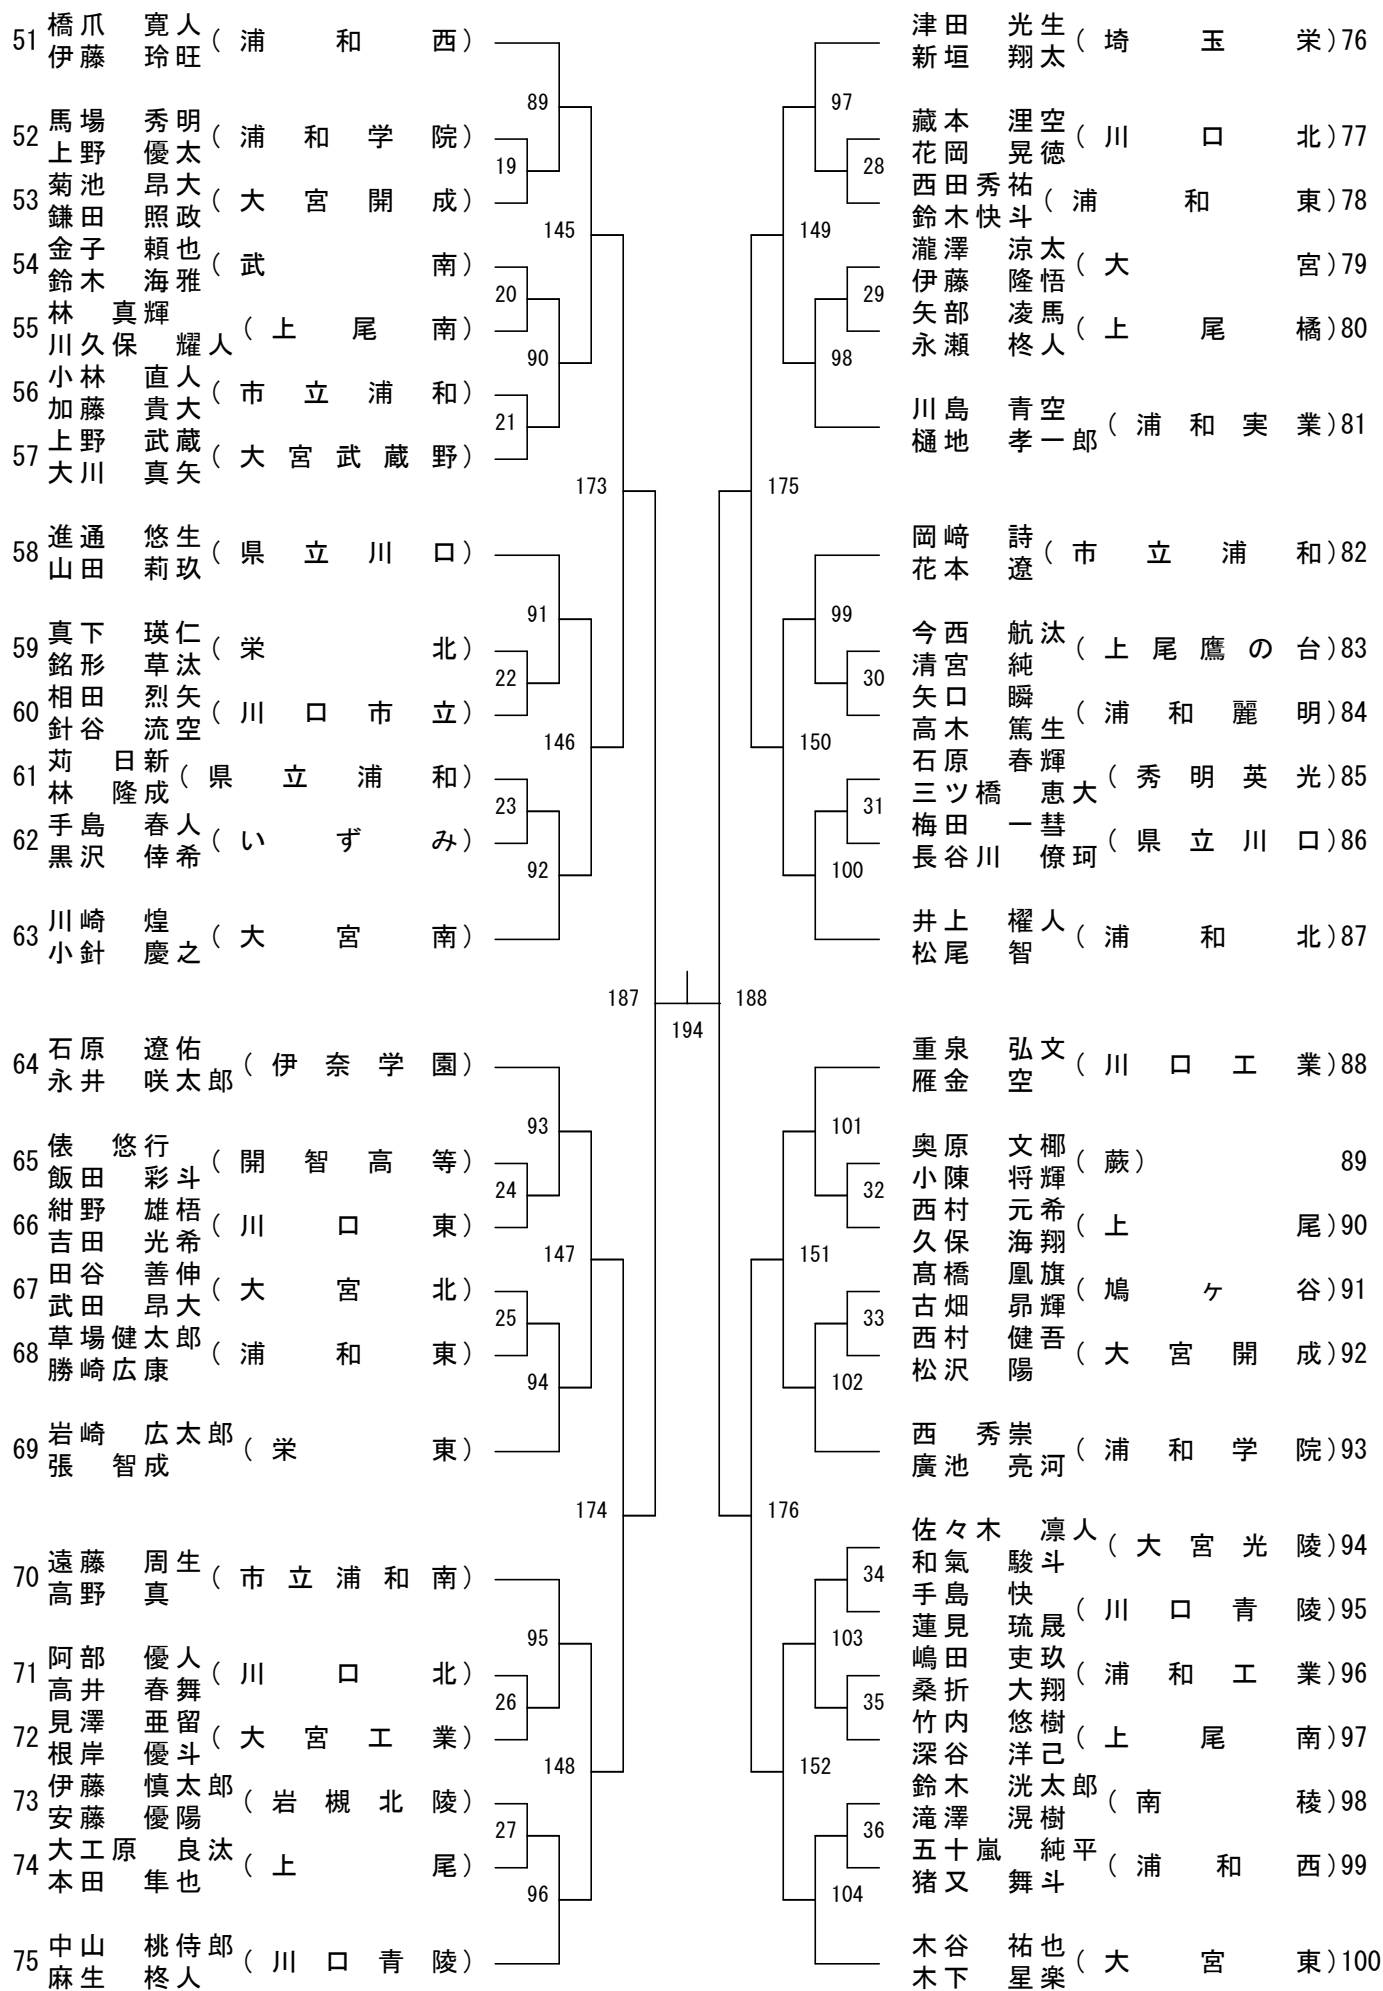 51 橋爪 寛人 (浦和西)
伊藤 玲旺
52 馬場 秀明 (浦和学院)
上野 優太
53 菊池 昂大 (大宮開成)
鎌田 照政
54 金子 頼也 (武南)
鈴木 海雅
55 林 真輝 (上尾南)
川久保 耀人
56 小林 直人 (市立浦和)
加藤 貴大
57 上野 武蔵 (大宮武蔵野)
大川 真矢
58 進通 悠生 (県立川口)
山田 莉玖
59 真下 瑛仁 (栄北)
銘形 草汰
60 相田 烈矢 (川口市立)
針谷 流空
61 苅 日新 (県立浦和)
林 隆成
62 手島 春人 (いずみ)
黒沢 倖希
63 川崎 煌 (大宮南)
小針 慶之
64 石原 遼佑 (伊奈学園)
永井 咲太郎
65 俵 悠行 (開智高等)
飯田 彩斗
66 紺野 雄梧 (川口東)
吉田 光希
67 田谷 善伸 (大宮北)
武田 昂大
68 草場健太郎 (浦和東)
勝崎広康
69 岩崎 広太郎 (栄東)
張 智成
70 遠藤 周生 (市立浦和南)
高野 真
71 阿部 優人 (川口北)
高井 春舞
72 見澤 亜留 (大宮工業)
根岸 優斗
73 伊藤 慎太郎 (岩槻北陵)
安藤 優陽
74 大工原 良汰 (上尾)
本田 隼也
75 中山 桃侍郎 (川口青陵)
麻生 柊人
89
19
145
20
90
21
173
91
22
146
23
92
187
194
188
93
24
147
25
94
174
95
26
148
27
96
97
28
149
29
98
175
99
30
150
31
100
101
32
151
33
102
176
34
103
35
152
36
104
津田 光生 (埼玉栄) 76
新垣 翔太
藏本 浬空 (川口北) 77
花岡 晃徳
西田秀祐 (浦和東) 78
鈴木快斗
瀧澤 涼太 (大宮) 79
伊藤 隆悟
矢部 凌馬 (上尾橘) 80
永瀬 柊人
川島 青空 (浦和実業) 81
樋地 孝一郎
岡﨑 詩 (市立浦和) 82
花本 遼
今西 航汰 (上尾鷹の台) 83
清宮 純
矢口 瞬 (浦和麗明) 84
高木 篤生
石原 春輝 (秀明英光) 85
三ツ橋 恵大
梅田 一彗 (県立川口) 86
長谷川 僚珂
井上 櫂人 (浦和北) 87
松尾 智
重泉 弘文 (川口工業) 88
雁金 空
奥原 文椰 (蕨) 89
小陳 将輝
西村 元希 (上尾) 90
久保 海翔
髙橋 凰旗 (鳩ヶ谷) 91
古畑 昴輝
西村 健吾 (大宮開成) 92
松沢 陽
西 秀崇 (浦和学院) 93
廣池 亮河
佐々木 凛人 (大宮光陵) 94
和氣 駿斗
手島 快 (川口青陵) 95
蓮見 琉晟
嶋田 吏玖 (浦和工業) 96
桑折 大翔
竹内 悠樹 (上尾南) 97
深谷 洋己
鈴木 洸太郎 (南稜) 98
滝澤 滉樹
五十嵐 純平 (浦和西) 99
猪又 舞斗
木谷 祐也 (大宮東) 100
木下 星楽